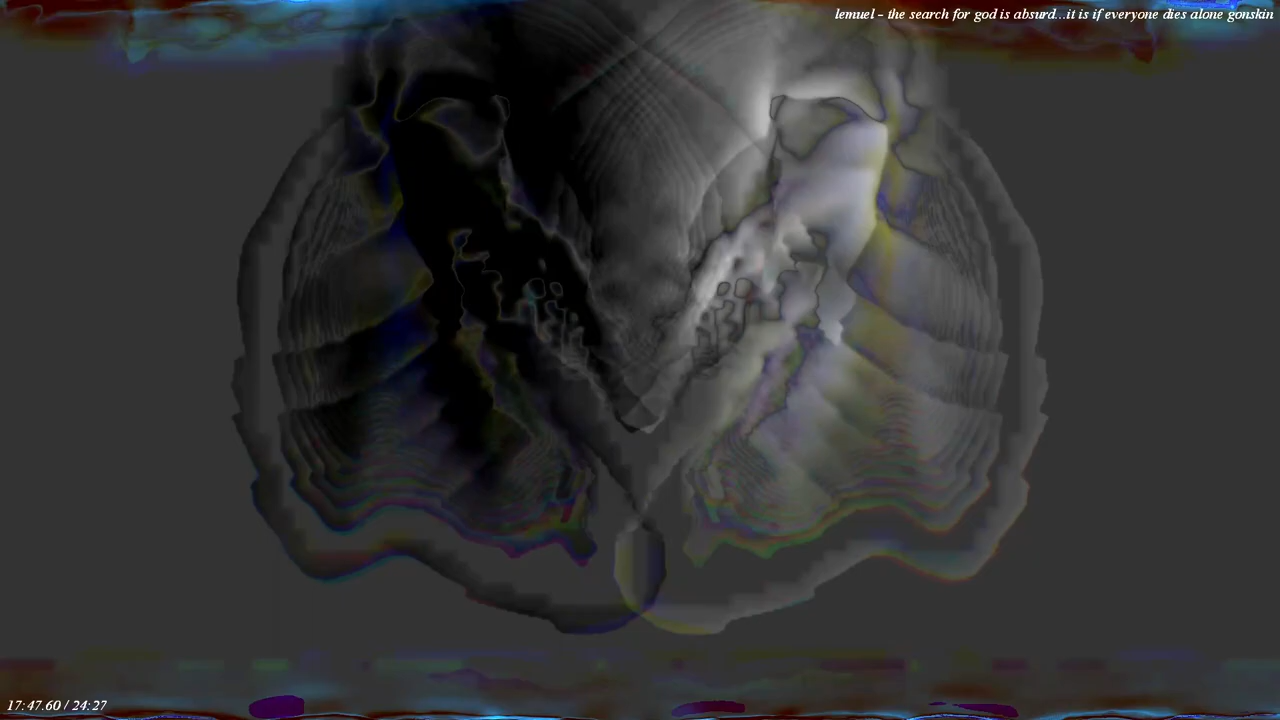 lemuel - the search for god is absurd...it is if everyone dies alone gonskin
17:47.60 / 24:27